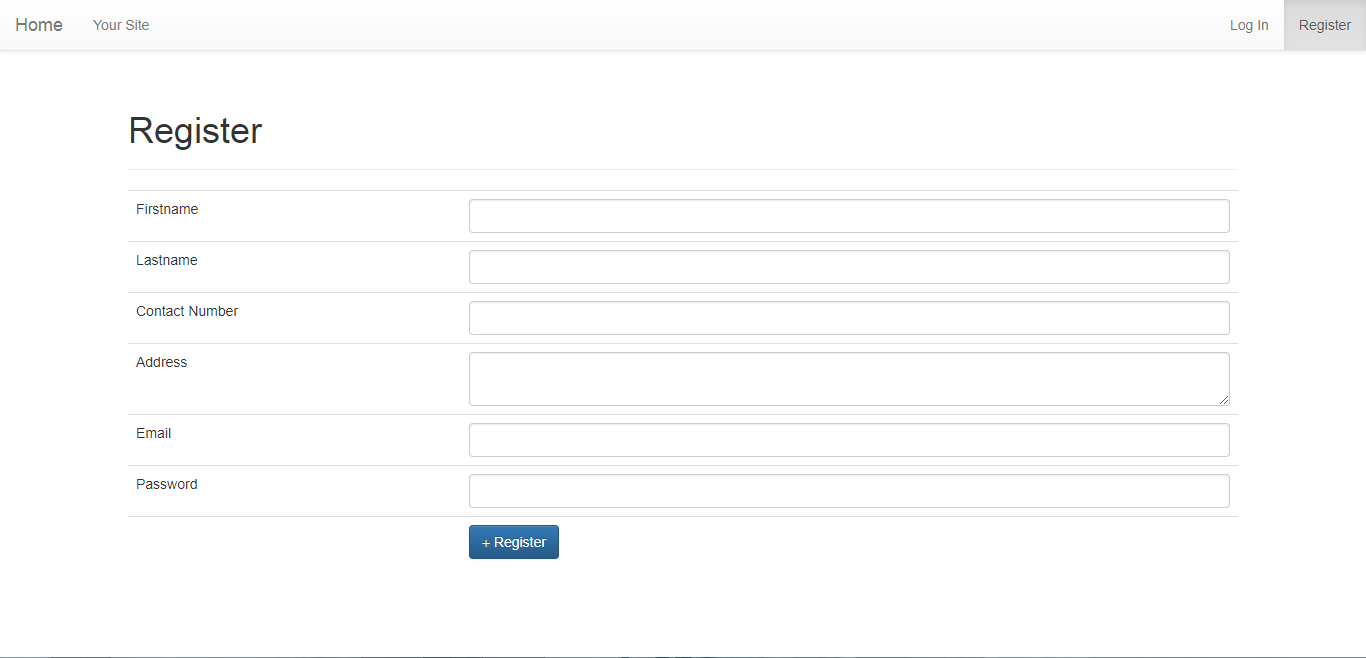 Home Your Site Log In Register
Register
Firstname
Lastname
Contact Number
Address
Email
Password
+ Register